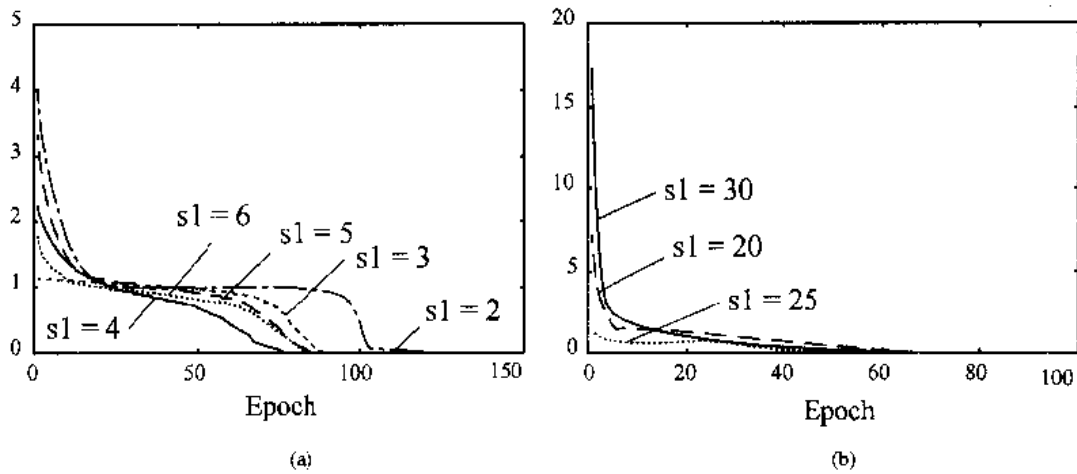 5
4
3
2
1
0
0
50
100
150
s1 = 6
s1 = 5
s1 = 3
s1 = 4
s1 = 2
Epoch
(a)
20
15
10
5
0
0
20
40
60
80
100
s1 = 30
s1 = 20
s1 = 25
Epoch
(b)